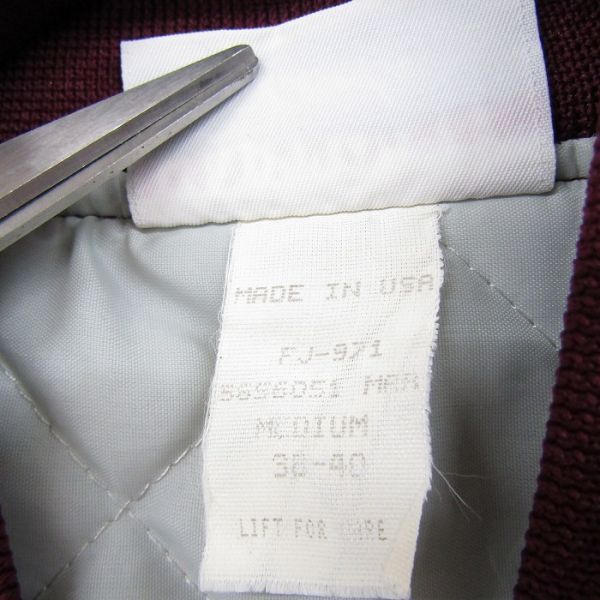 MADE IN USA
FJ-971
MEDIUM
38-40
LIFT FOR CARE